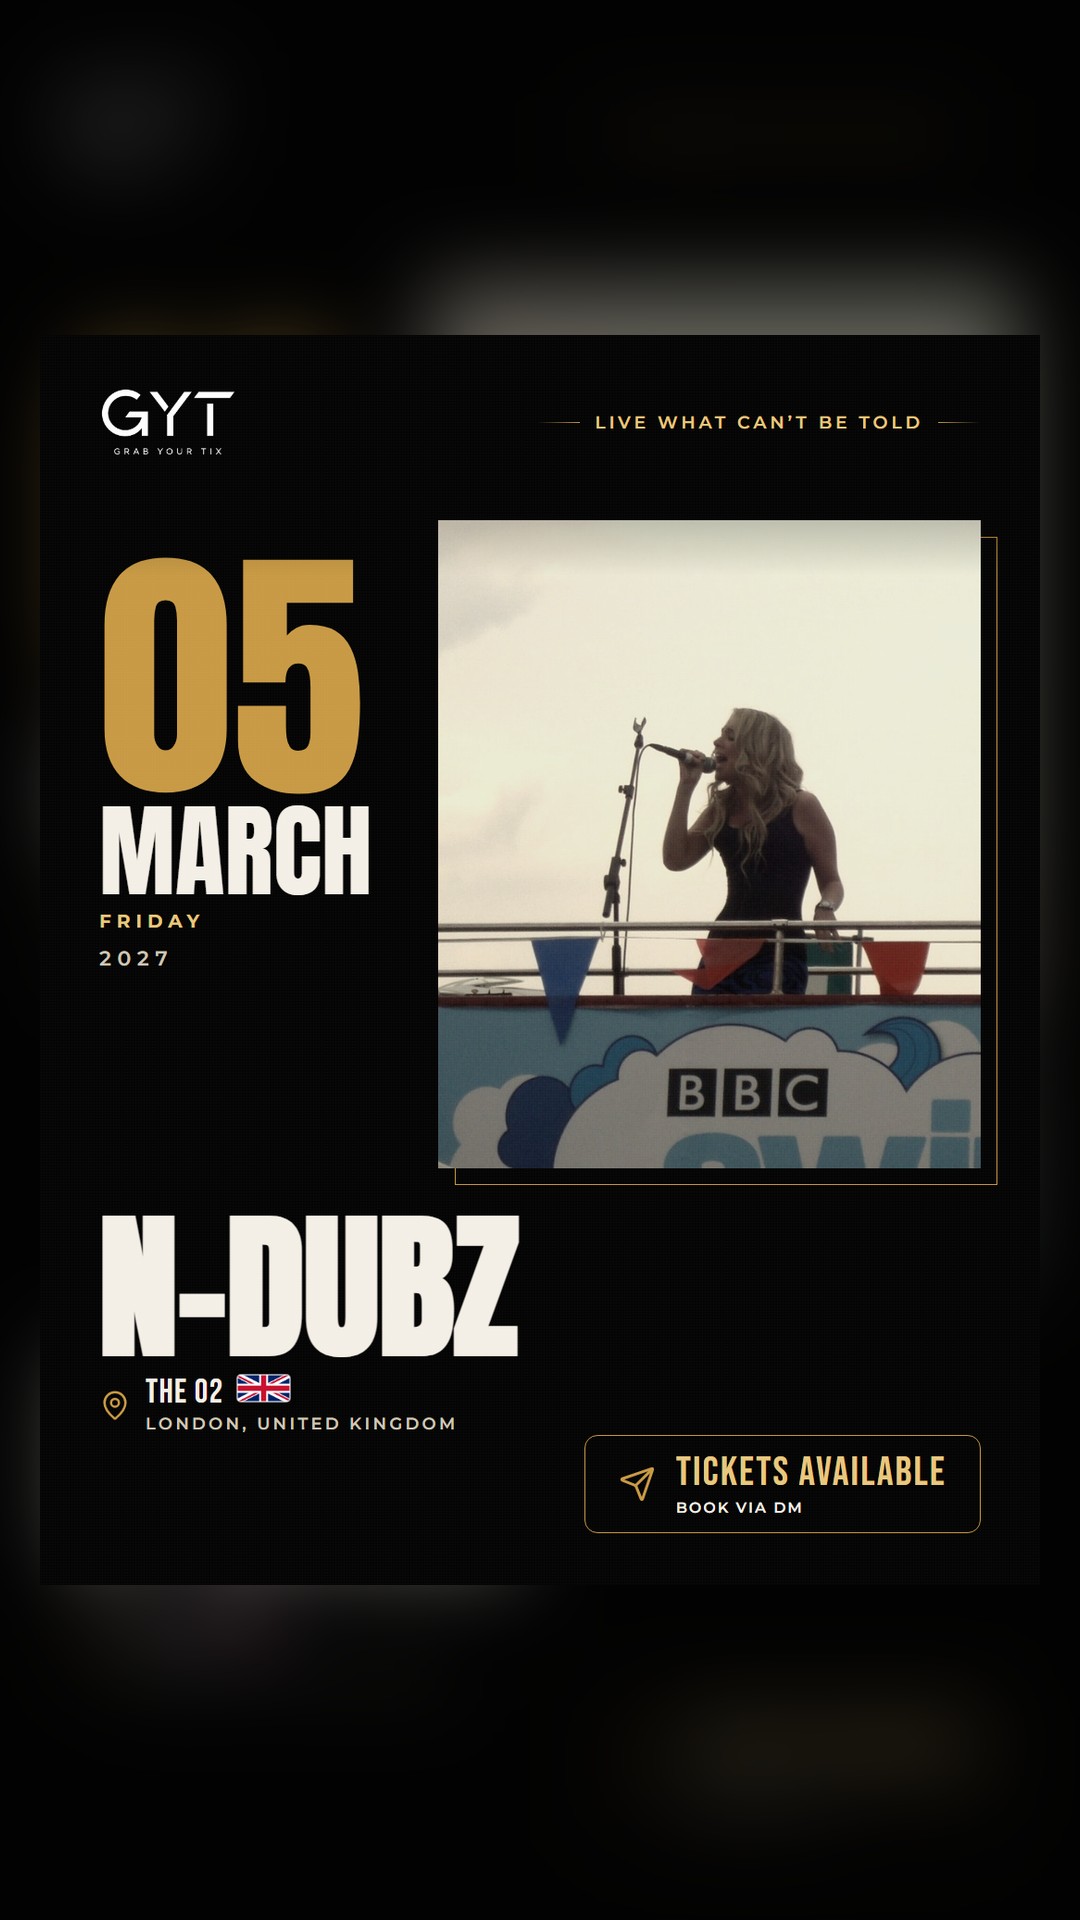 GYT
GRAB YOUR TIX
LIVE WHAT CAN’T BE TOLD
05
MARCH
FRIDAY
2027
BBC
N-DUBZ
THE O2
LONDON, UNITED KINGDOM
TICKETS AVAILABLE
BOOK VIA DM